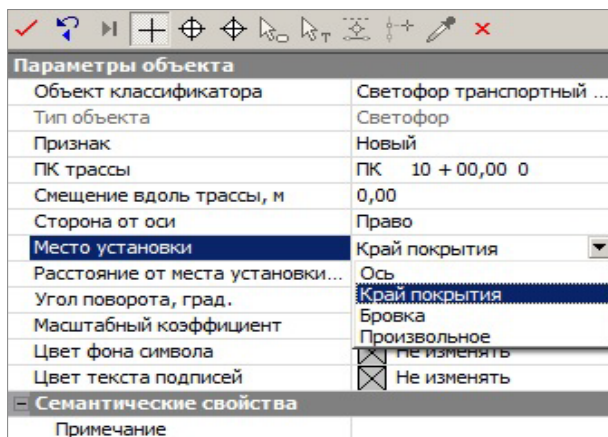 Параметры объекта
Объект классификатора Светофор транспортный ...
Тип объекта Светофор
Признак Новый
ПК трассы ПК 10 + 00,00 0
Смещение вдоль трассы, м 0,00
Сторона от оси Право
Место установки Край покрытия
Расстояние от места установки... Ось
Угол поворота, град. Край покрытия
Бровка
Масштабный коэффициент Произвольное
Цвет фона символа Не изменять
Цвет текста подписей Не изменять
Семантические свойства
Примечание